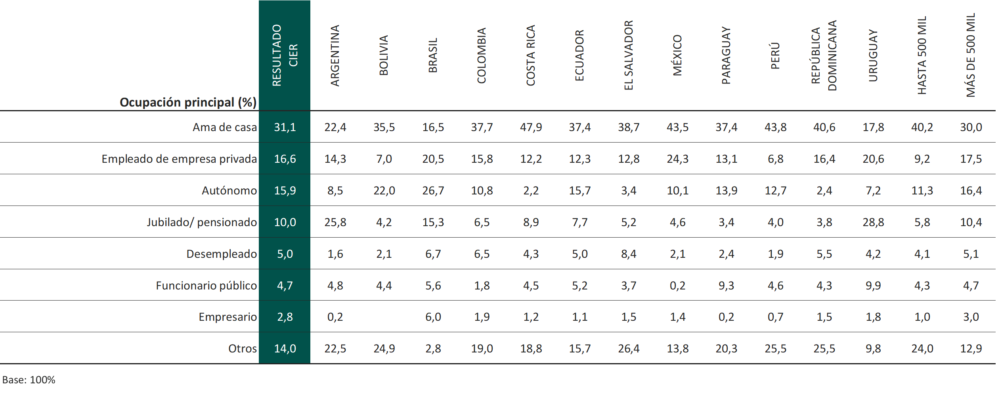 Ocupación principal (%) RESULTADO CIER ARGENTINA BOLIVIA BRASIL COLOMBIA COSTA RICA ECUADOR EL SALVADOR MÉXICO PARAGUAY PERÚ REPÚBLICA DOMINICANA URUGUAY HASTA 500 MIL MÁS DE 500 MIL
Ama de casa 31,1 22,4 35,5 16,5 37,7 47,9 37,4 38,7 43,5 37,4 43,8 40,6 17,8 40,2 30,0
Empleado de empresa privada 16,6 14,3 7,0 20,5 15,8 12,2 12,3 12,8 24,3 13,1 6,8 16,4 20,6 9,2 17,5
Autónomo 15,9 8,5 22,0 26,7 10,8 2,2 15,7 3,4 10,1 13,9 12,7 2,4 7,2 11,3 16,4
Jubilado/ pensionado 10,0 25,8 4,2 15,3 6,5 8,9 7,7 5,2 4,6 3,4 4,0 3,8 28,8 5,8 10,4
Desempleado 5,0 1,6 2,1 6,7 6,5 4,3 5,0 8,4 2,1 2,4 1,9 5,5 4,2 4,1 5,1
Funcionario público 4,7 4,8 4,4 5,6 1,8 4,5 5,2 3,7 0,2 9,3 4,6 4,3 9,9 4,3 4,7
Empresario 2,8 0,2 6,0 1,9 1,2 1,1 1,5 1,4 0,2 0,7 1,5 1,8 1,0 3,0
Otros 14,0 22,5 24,9 2,8 19,0 18,8 15,7 26,4 13,8 20,3 25,5 25,5 9,8 24,0 12,9
Base: 100%